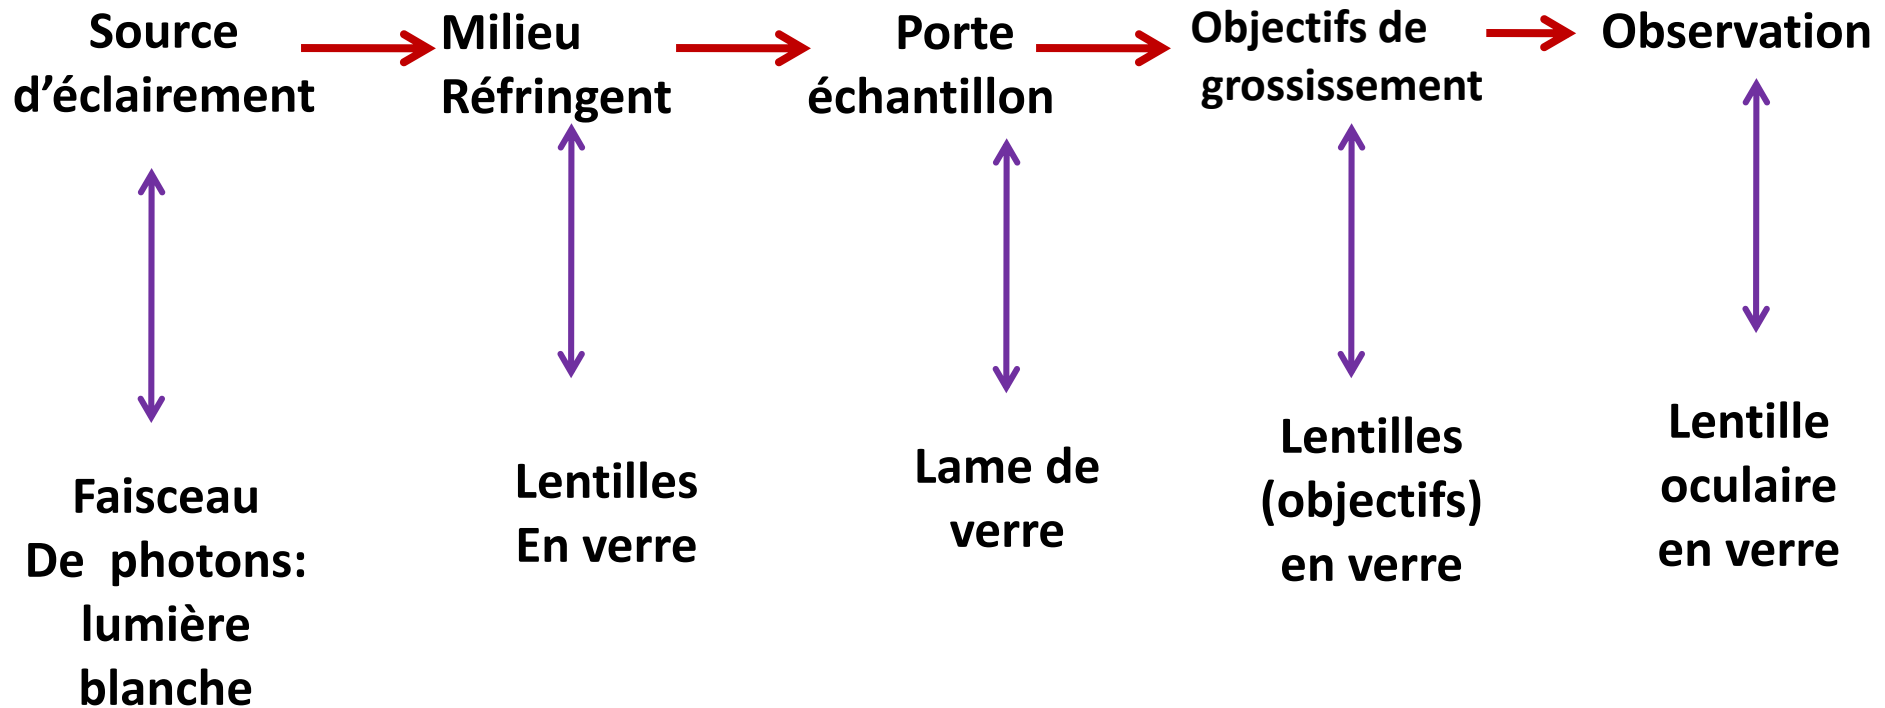 Source
d’éclairement
Milieu
Réfringent
Porte
échantillon
Objectifs de
grossissement
Observation
Faisceau
De photons:
lumière
blanche
Lentilles
En verre
Lame de
verre
Lentilles
(objectifs)
en verre
Lentille
oculaire
en verre